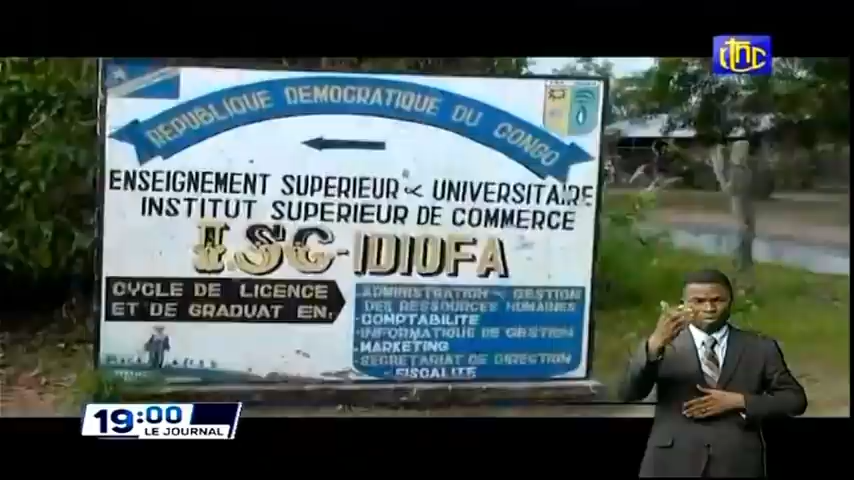 rtnc
REPUBLIQUE DEMOCRATIQUE DU CONGO
ENSEIGNEMENT SUPERIEUR & UNIVERSITAIRE
INSTITUT SUPERIEUR DE COMMERCE
I.S.C-IDIOFA
CYCLE DE LICENCE
ET DE GRADUAT EN:
-ADMINISTRATION & GESTION
DES RESSOURCES HUMAINES
-COMPTABILITE
-INFORMATIQUE DE GESTION
-MARKETING
-SECRETARIAT DE DIRECTION
-FISCALITE
19:00
LE JOURNAL